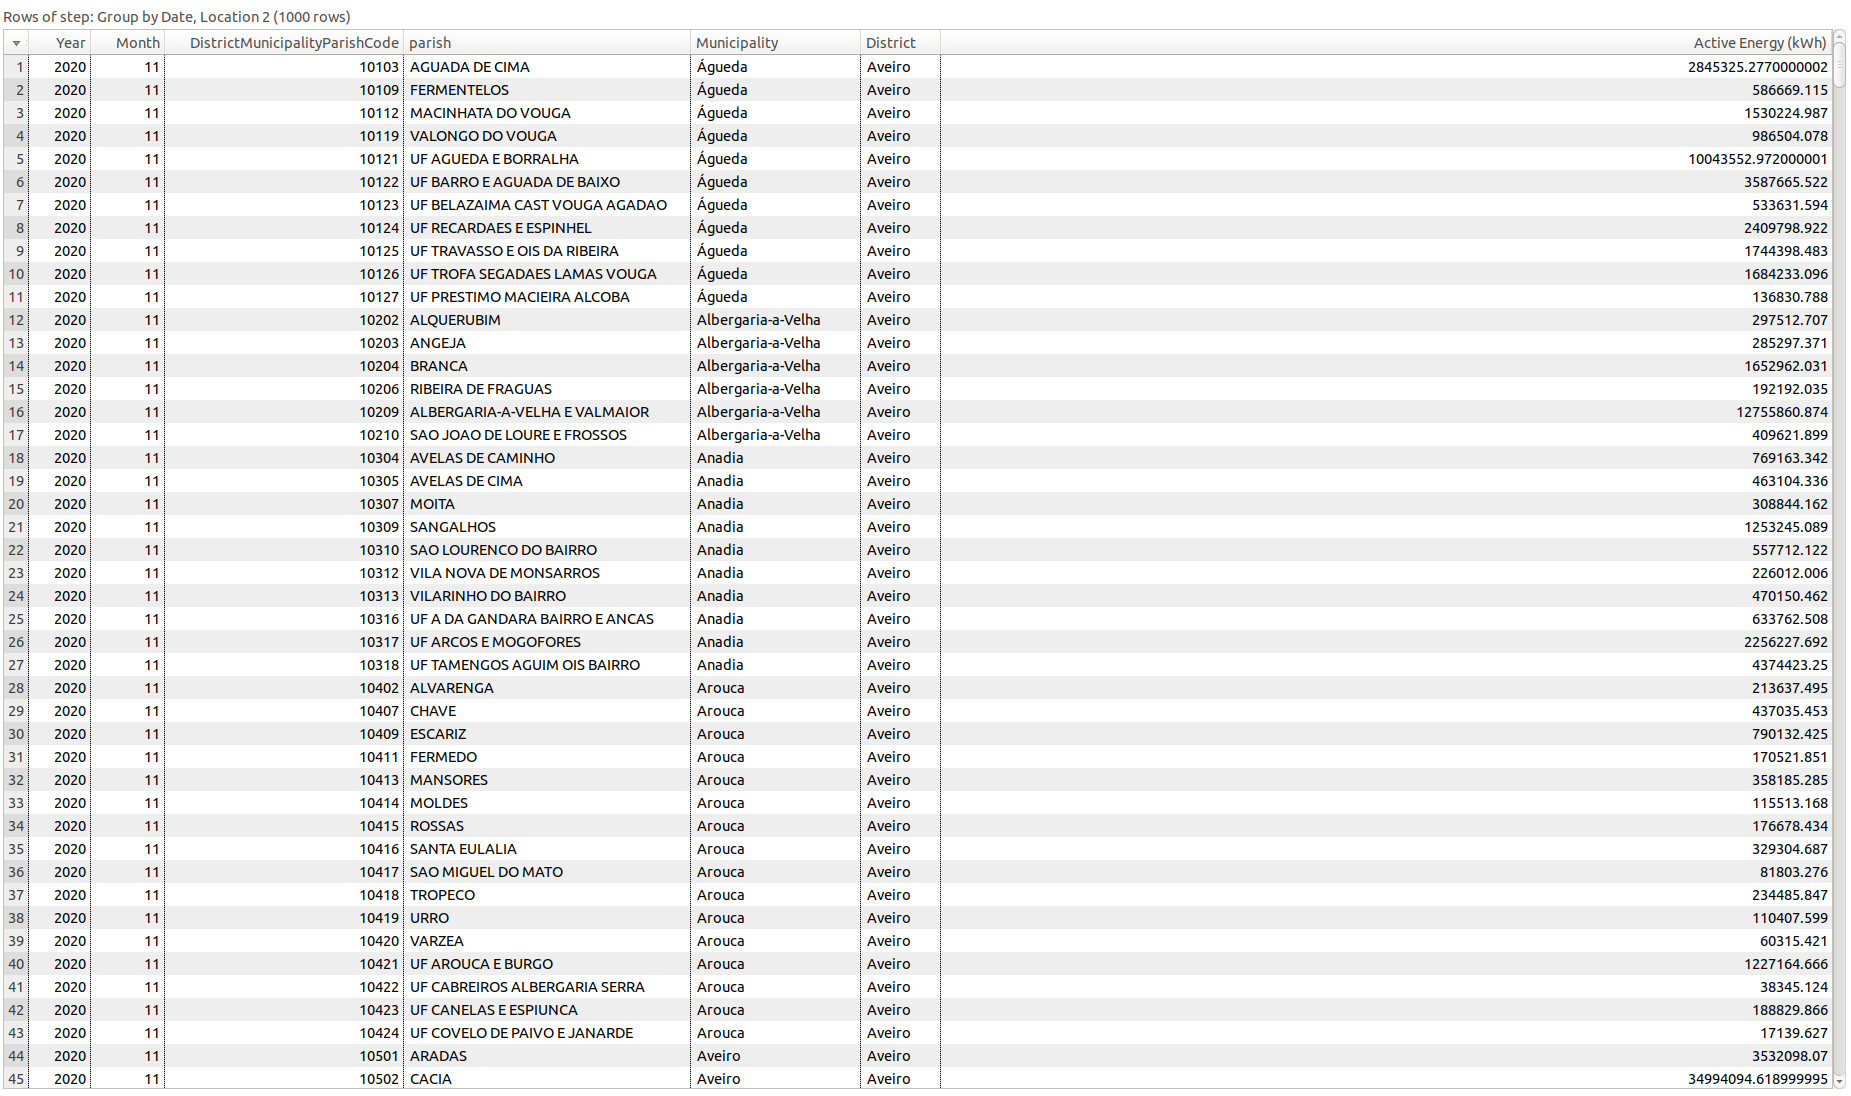 Rows of step: Group by Date, Location 2 (1000 rows)
Year Month DistrictMunicipalityParishCode parish Municipality District Active Energy (kWh)
1 2020 11 10103 AGUADA DE CIMA Águeda Aveiro 2845325.2770000002
2 2020 11 10109 FERMENTELOS Águeda Aveiro 586669.115
3 2020 11 10112 MACINHATA DO VOUGA Águeda Aveiro 1530224.987
4 2020 11 10119 VALONGO DO VOUGA Águeda Aveiro 986504.078
5 2020 11 10121 UF AGUEDA E BORRALHA Águeda Aveiro 10043552.972000001
6 2020 11 10122 UF BARRO E AGUADA DE BAIXO Águeda Aveiro 3587665.522
7 2020 11 10123 UF BELAZAIMA CAST VOUGA AGADAO Águeda Aveiro 533631.594
8 2020 11 10124 UF RECARDAES E ESPINHEL Águeda Aveiro 2409798.922
9 2020 11 10125 UF TRAVASSO E OIS DA RIBEIRA Águeda Aveiro 1744398.483
10 2020 11 10126 UF TROFA SEGADAES LAMAS VOUGA Águeda Aveiro 1684233.096
11 2020 11 10127 UF PRESTIMO MACIEIRA ALCOBA Águeda Aveiro 136830.788
12 2020 11 10202 ALQUERUBIM Albergaria-a-Velha Aveiro 297512.707
13 2020 11 10203 ANGEJA Albergaria-a-Velha Aveiro 285297.371
14 2020 11 10204 BRANCA Albergaria-a-Velha Aveiro 1652962.031
15 2020 11 10206 RIBEIRA DE FRAGUAS Albergaria-a-Velha Aveiro 192192.035
16 2020 11 10209 ALBERGARIA-A-VELHA E VALMAIOR Albergaria-a-Velha Aveiro 12755860.874
17 2020 11 10210 SAO JOAO DE LOURE E FROSSOS Albergaria-a-Velha Aveiro 409621.899
18 2020 11 10304 AVELAS DE CAMINHO Anadia Aveiro 769163.342
19 2020 11 10305 AVELAS DE CIMA Anadia Aveiro 463104.336
20 2020 11 10307 MOITA Anadia Aveiro 308844.162
21 2020 11 10309 SANGALHOS Anadia Aveiro 1253245.089
22 2020 11 10310 SAO LOURENCO DO BAIRRO Anadia Aveiro 557712.122
23 2020 11 10312 VILA NOVA DE MONSARROS Anadia Aveiro 226012.006
24 2020 11 10313 VILARINHO DO BAIRRO Anadia Aveiro 470150.462
25 2020 11 10316 UF A DA GANDARA BAIRRO E ANCAS Anadia Aveiro 633762.508
26 2020 11 10317 UF ARCOS E MOGOFORES Anadia Aveiro 2256227.692
27 2020 11 10318 UF TAMENGOS AGUIM OIS BAIRRO Anadia Aveiro 4374423.25
28 2020 11 10402 ALVARENGA Arouca Aveiro 213637.495
29 2020 11 10407 CHAVE Arouca Aveiro 437035.453
30 2020 11 10409 ESCARIZ Arouca Aveiro 790132.425
31 2020 11 10411 FERMEDO Arouca Aveiro 170521.851
32 2020 11 10413 MANSORES Arouca Aveiro 358185.285
33 2020 11 10414 MOLDES Arouca Aveiro 115513.168
34 2020 11 10415 ROSSAS Arouca Aveiro 176678.434
35 2020 11 10416 SANTA EULALIA Arouca Aveiro 329304.687
36 2020 11 10417 SAO MIGUEL DO MATO Arouca Aveiro 81803.276
37 2020 11 10418 TROPECO Arouca Aveiro 234485.847
38 2020 11 10419 URRO Arouca Aveiro 110407.599
39 2020 11 10420 VARZEA Arouca Aveiro 60315.421
40 2020 11 10421 UF AROUCA E BURGO Arouca Aveiro 1227164.666
41 2020 11 10422 UF CABREIROS ALBERGARIA SERRA Arouca Aveiro 38345.124
42 2020 11 10423 UF CANELAS E ESPIUNCA Arouca Aveiro 188829.866
43 2020 11 10424 UF COVELO DE PAIVO E JANARDE Arouca Aveiro 17139.627
44 2020 11 10501 ARADAS Aveiro Aveiro 3532098.07
45 2020 11 10502 CACIA Aveiro Aveiro 34994094.618999995